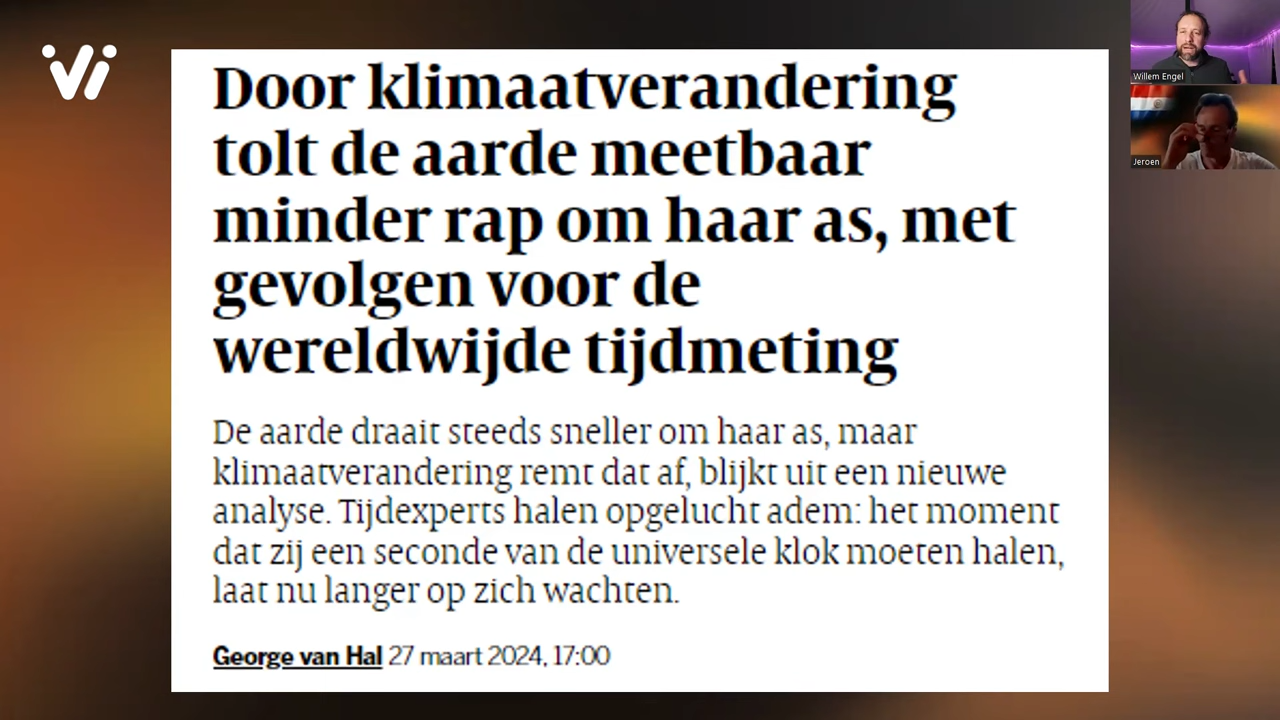 Vi
Door klimaatverandering
tolt de aarde meetbaar
minder rap om haar as, met
gevolgen voor de
wereldwijde tijdmeting
De aarde draait steeds sneller om haar as, maar
klimaatverandering remt dat af, blijkt uit een nieuwe
analyse. Tijdexperts halen opgelucht adem: het moment
dat zij een seconde van de universele klok moeten halen,
laat nu langer op zich wachten.
George van Hal 27 maart 2024, 17:00
Willem Engel
Jeroen